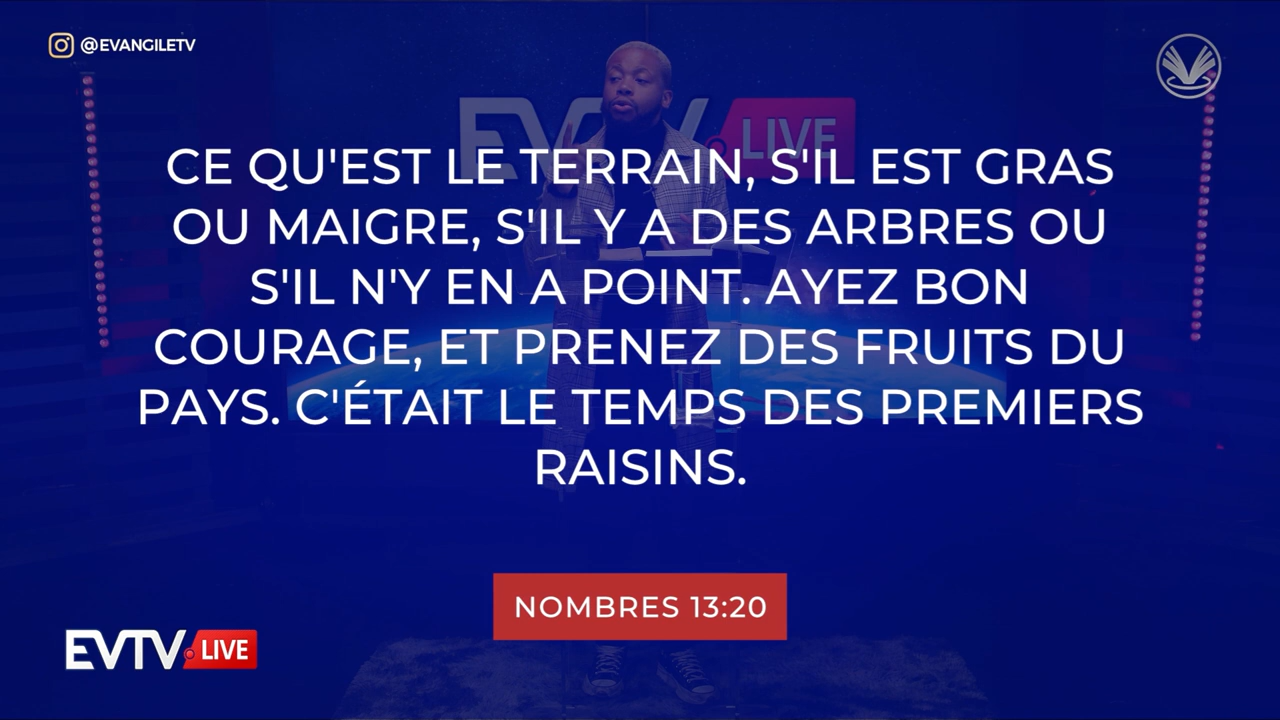 @EVANGILETV
EVTV LIVE
CE QU'EST LE TERRAIN, S'IL EST GRAS
OU MAIGRE, S'IL Y A DES ARBRES OU
S'IL N'Y EN A POINT. AYEZ BON
COURAGE, ET PRENEZ DES FRUITS DU
PAYS. C'ÉTAIT LE TEMPS DES PREMIERS
RAISINS.
NOMBRES 13:20
EVTV LIVE